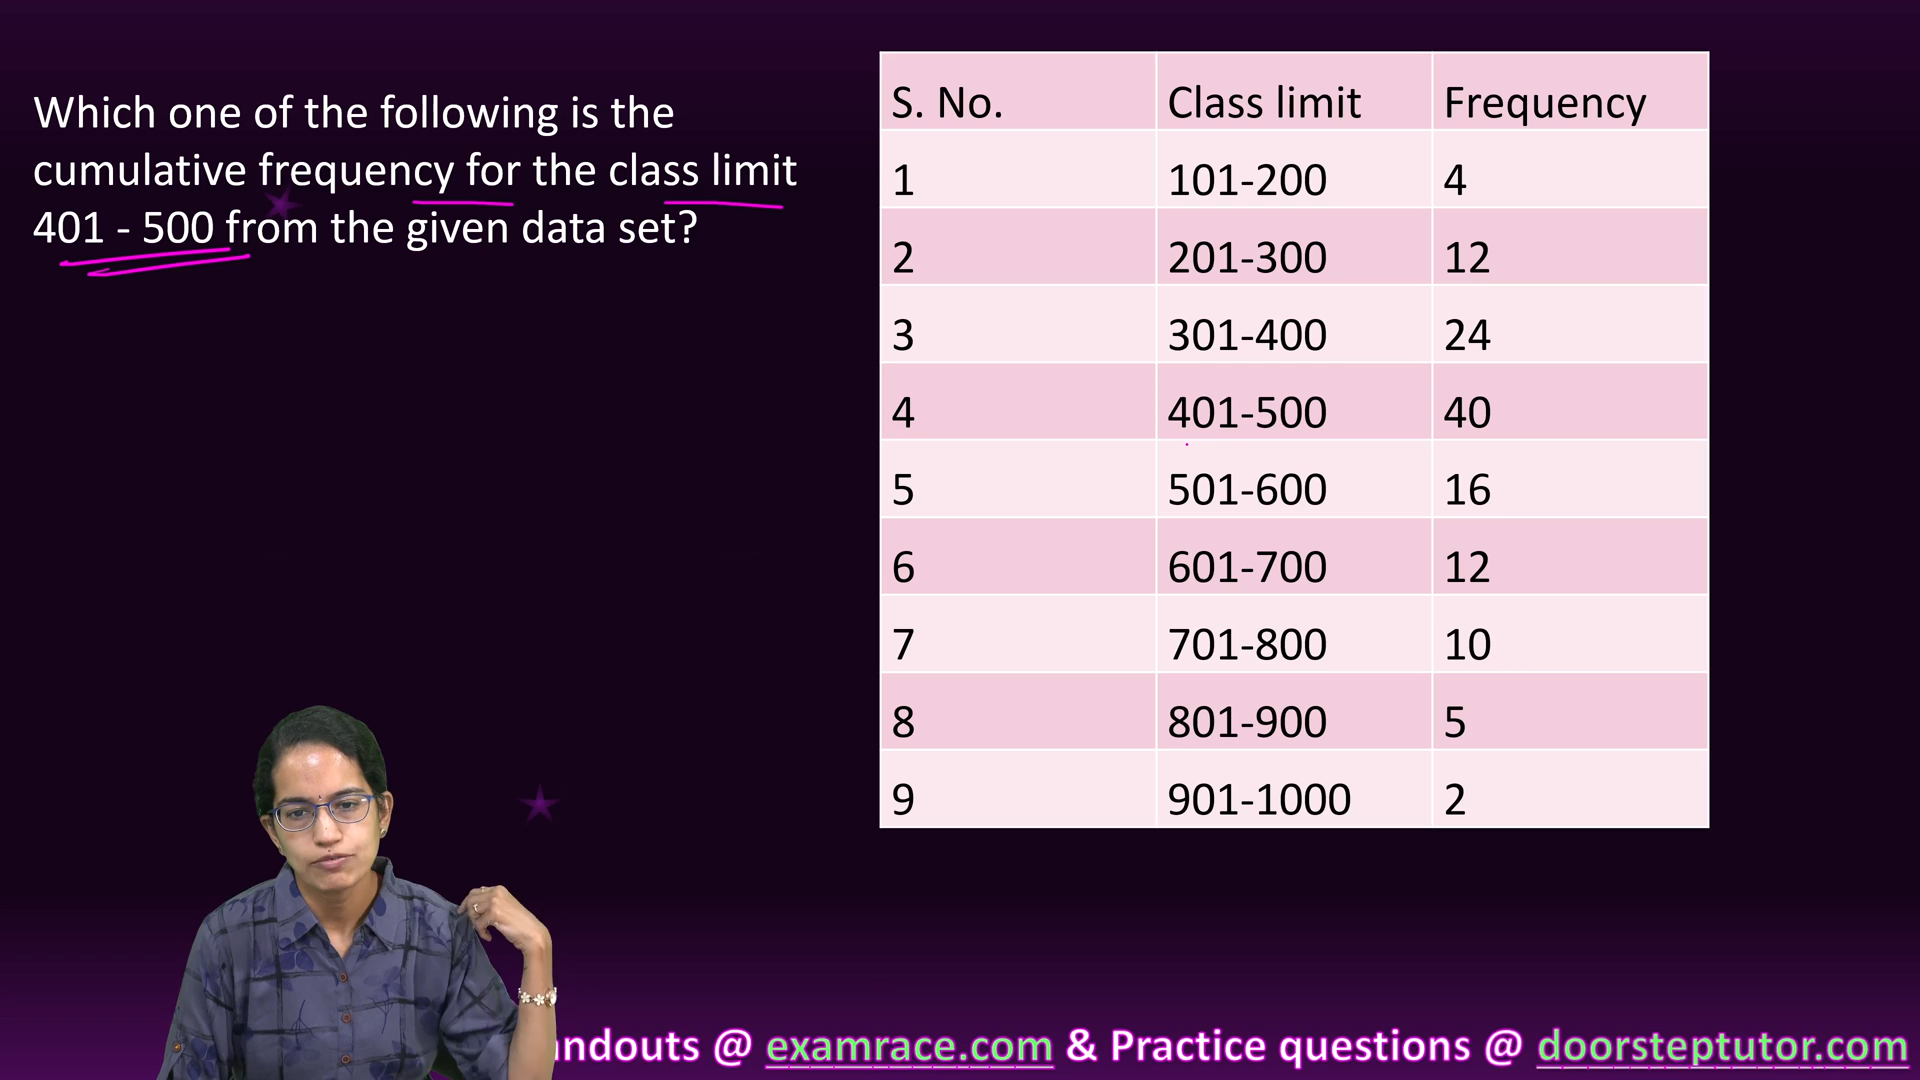 Which one of the following is the
cumulative frequency for the class limit
401 - 500 from the given data set?
S. No. Class limit Frequency
1 101-200 4
2 201-300 12
3 301-400 24
4 401-500 40
5 501-600 16
6 601-700 12
7 701-800 10
8 801-900 5
9 901-1000 2
@ examrace.com & Practice questions @ doorsteptutor.com